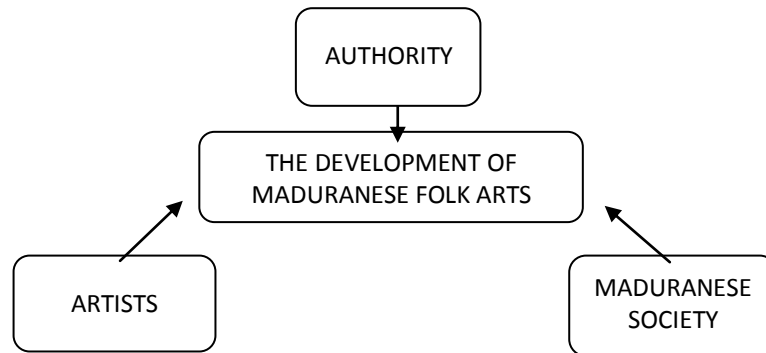 AUTHORITY
THE DEVELOPMENT OF
MADURANESE FOLK ARTS
ARTISTS
MADURANESE
SOCIETY